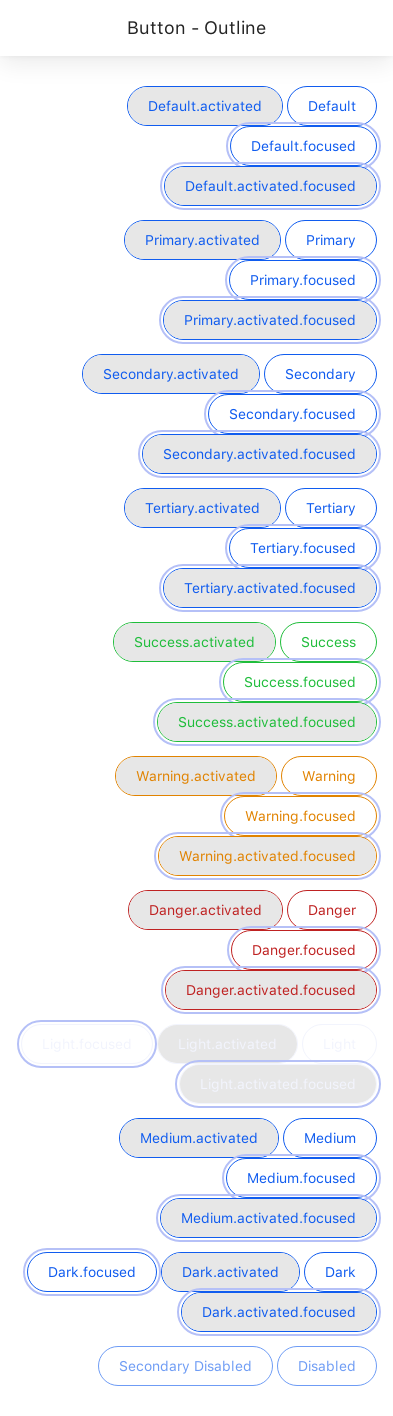 Button - Outline
Default.activated Default
Default.focused
Default.activated.focused
Primary.activated Primary
Primary.focused
Primary.activated.focused
Secondary.activated Secondary
Secondary.focused
Secondary.activated.focused
Tertiary.activated Tertiary
Tertiary.focused
Tertiary.activated.focused
Success.activated Success
Success.focused
Success.activated.focused
Warning.activated Warning
Warning.focused
Warning.activated.focused
Danger.activated Danger
Danger.focused
Danger.activated.focused
Light.focused Light.activated Light
Light.activated.focused
Medium.activated Medium
Medium.focused
Medium.activated.focused
Dark.focused Dark.activated Dark
Dark.activated.focused
Secondary Disabled Disabled